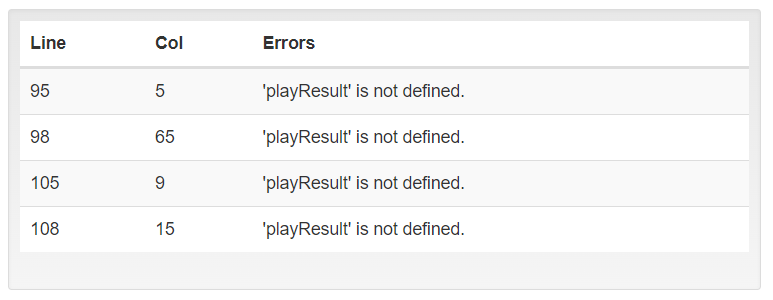 Line Col Errors
95 5 'playResult' is not defined.
98 65 'playResult' is not defined.
105 9 'playResult' is not defined.
108 15 'playResult' is not defined.